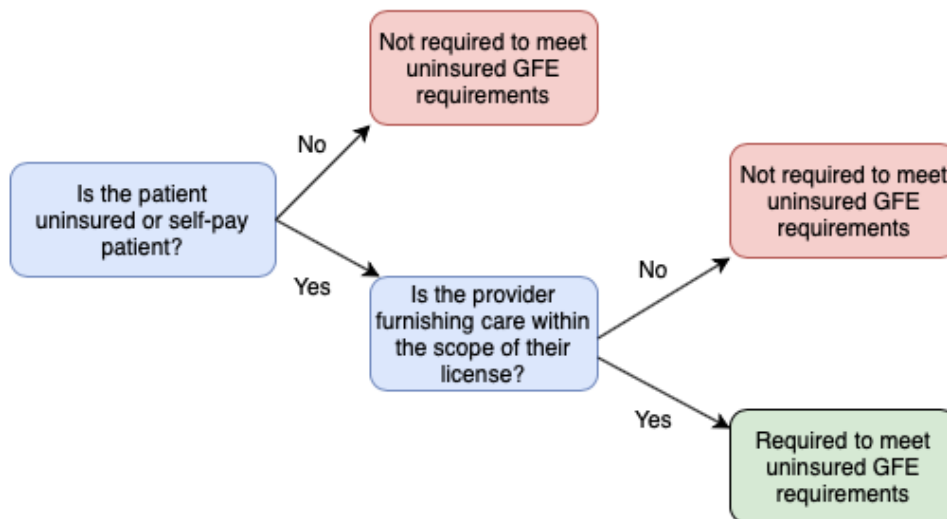 Not required to meet
uninsured GFE
requirements
No
Is the patient
uninsured or self-pay
patient?
Yes
Not required to meet
uninsured GFE
requirements
No
Is the provider
furnishing care within
the scope of their
license?
Yes
Required to meet
uninsured GFE
requirements